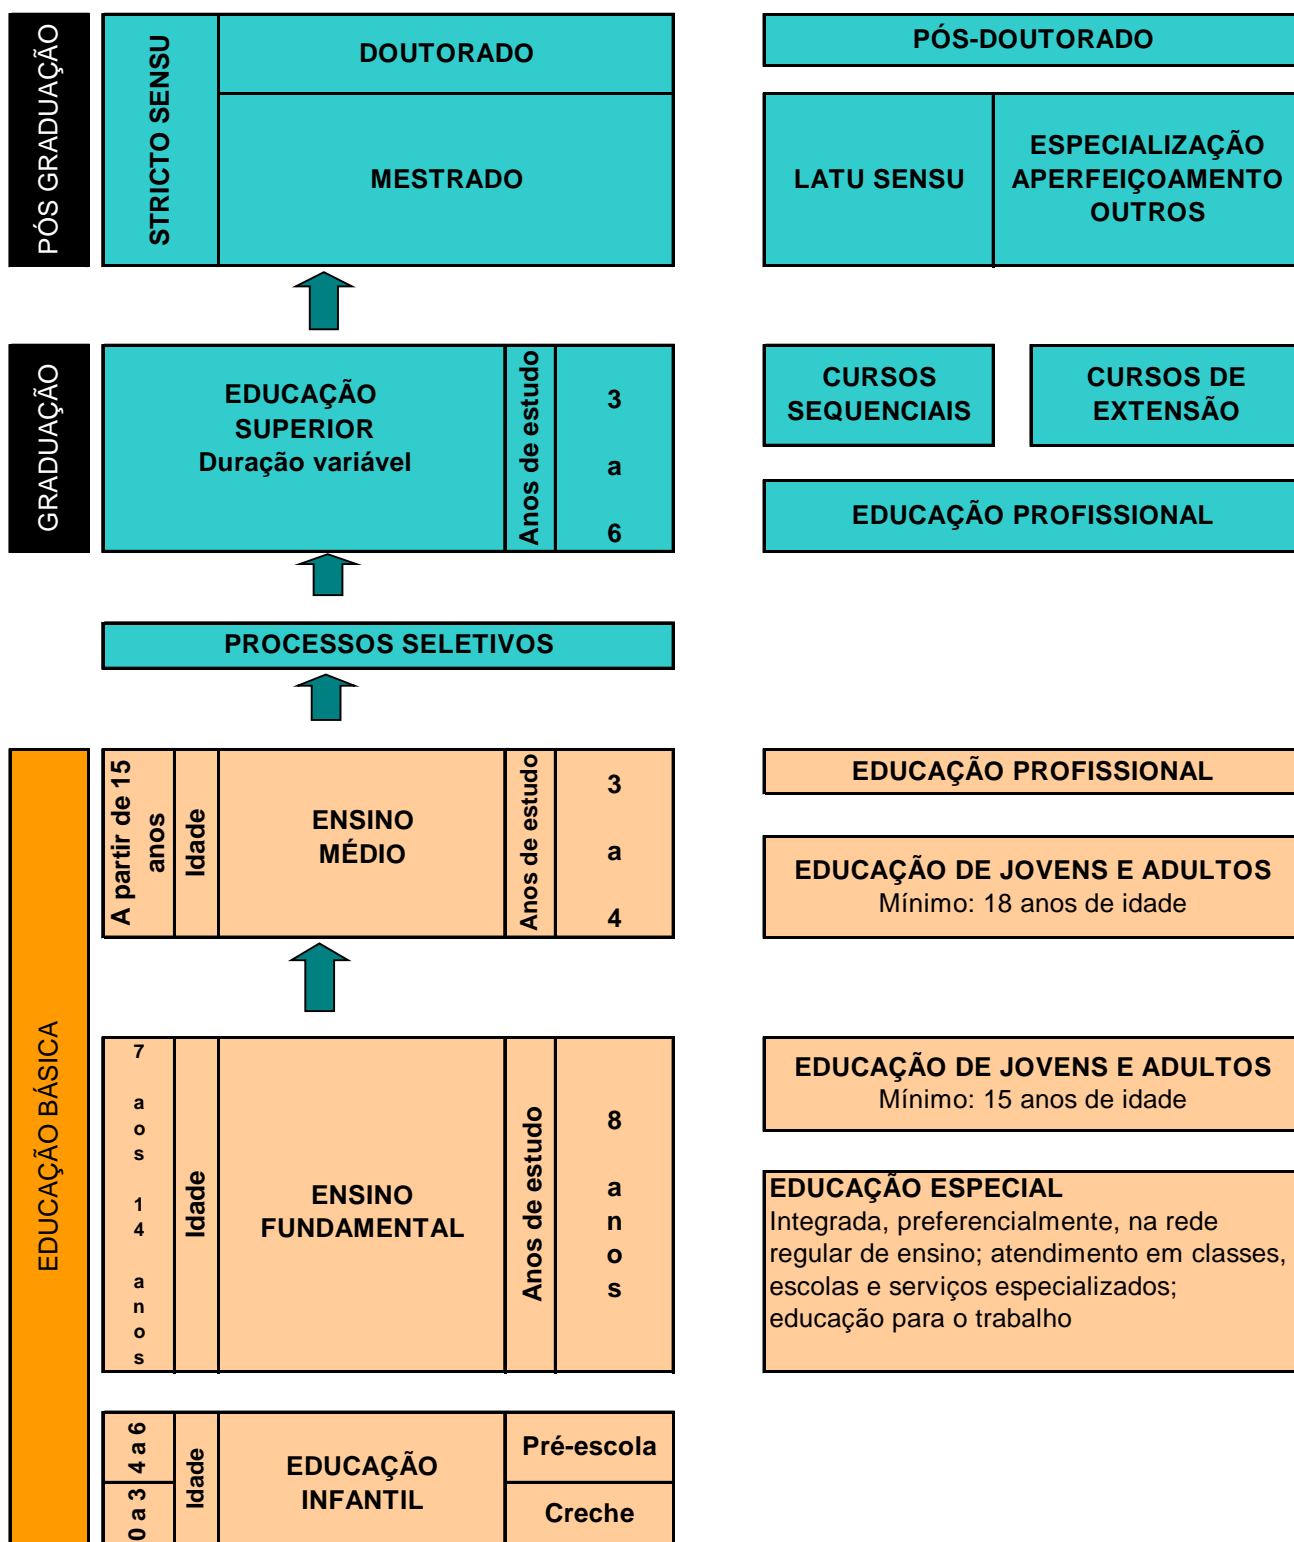 PÓS GRADUAÇÃO
STRICTO SENSU
DOUTORADO
MESTRADO
PÓS-DOUTORADO
LATU SENSU
ESPECIALIZAÇÃO
APERFEIÇOAMENTO
OUTROS
GRADUAÇÃO
EDUCAÇÃO
SUPERIOR
Duração variável
Anos de estudo
3
a
6
CURSOS
SEQUENCIAIS
CURSOS DE
EXTENSÃO
EDUCAÇÃO PROFISSIONAL
PROCESSOS SELETIVOS
EDUCAÇÃO BÁSICA
A partir de 15
anos
Idade
ENSINO
MÉDIO
Anos de estudo
3
a
4
EDUCAÇÃO PROFISSIONAL
EDUCAÇÃO DE JOVENS E ADULTOS
Mínimo: 18 anos de idade
7 aos 14 anos
Idade
ENSINO
FUNDAMENTAL
Anos de estudo
8
anos
EDUCAÇÃO DE JOVENS E ADULTOS
Mínimo: 15 anos de idade
EDUCAÇÃO ESPECIAL
Integrada, preferencialmente, na rede
regular de ensino; atendimento em classes,
escolas e serviços especializados;
educação para o trabalho
4 a 6
0 a 3
Idade
EDUCAÇÃO
INFANTIL
Pré-escola
Creche